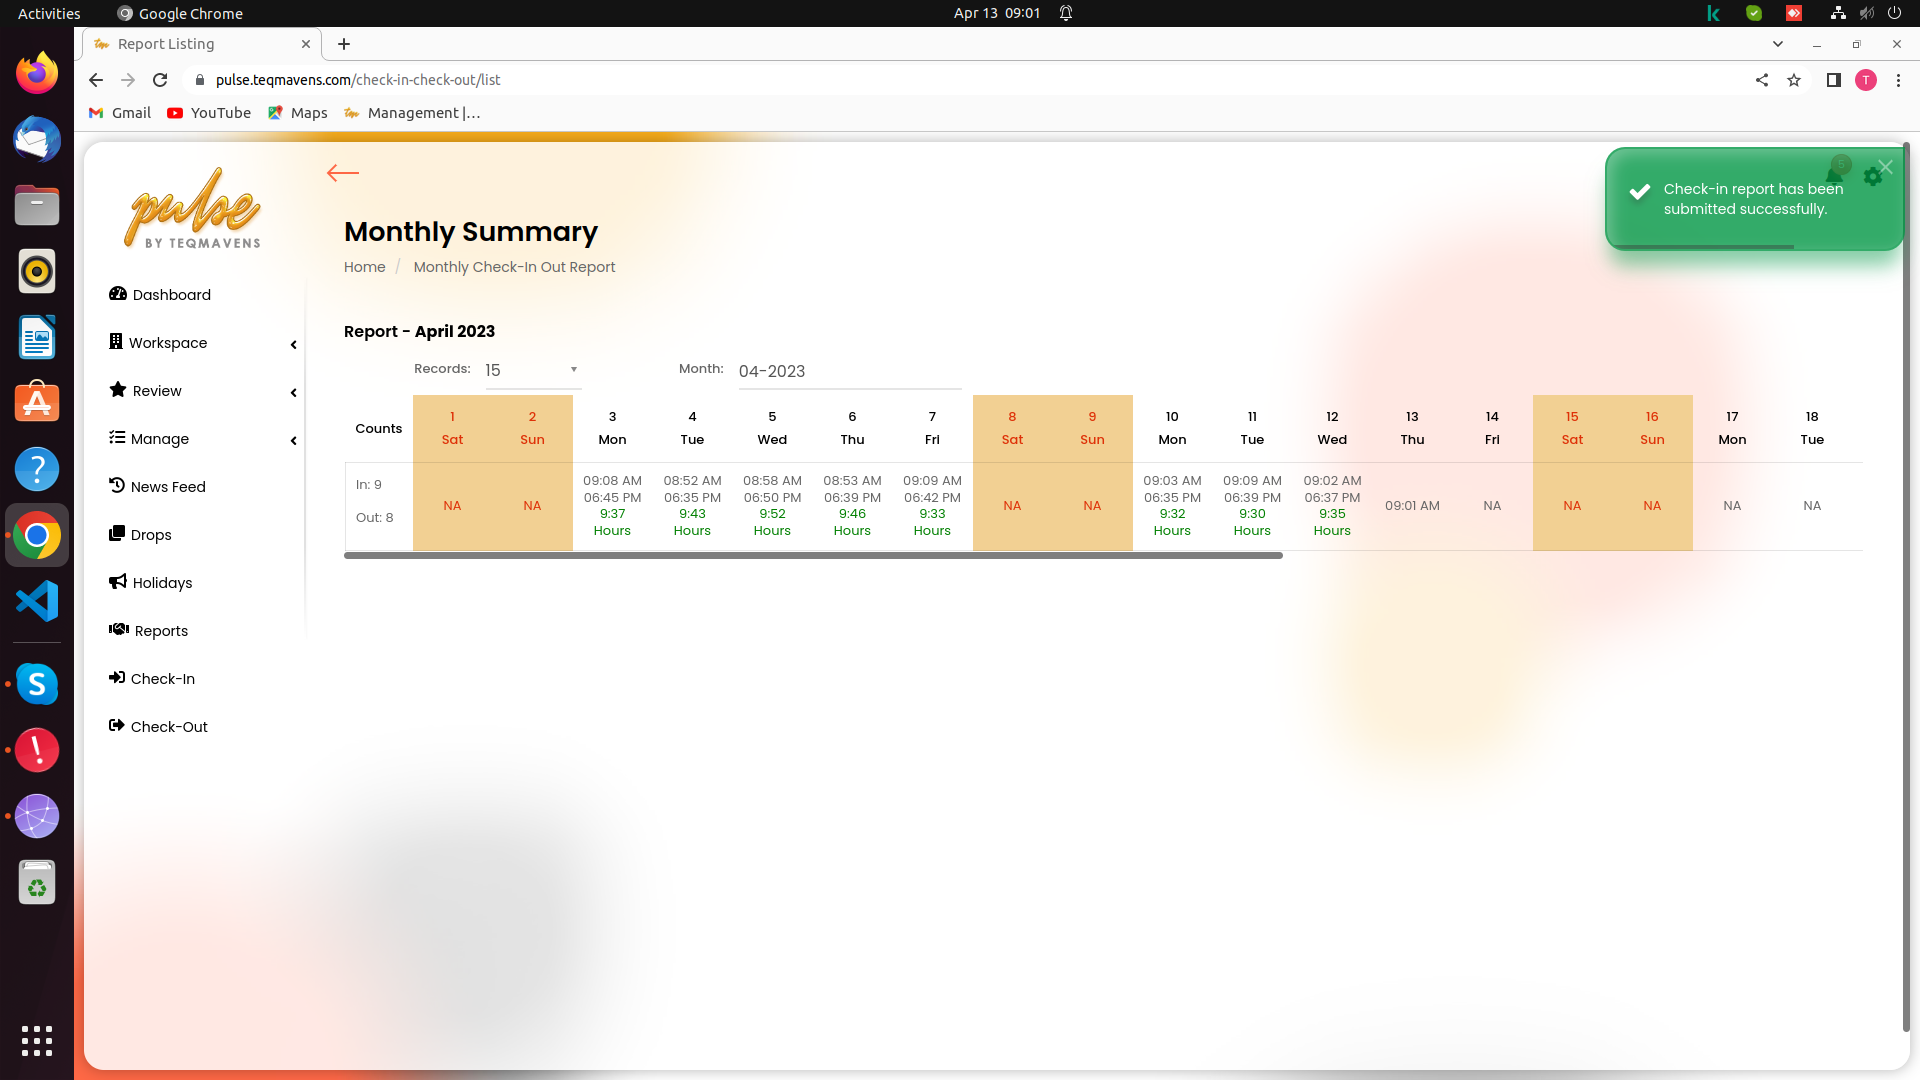 Activities
Google Chrome
Apr 13 09:01
Report Listing
pulse.teqmavens.com/check-in-check-out/list
T
Gmail
YouTube
Maps
Management |...
pulse
BY TEQMAVENS
Dashboard
Workspace
Review
Manage
News Feed
Drops
Holidays
Reports
Check-In
Check-Out
5
Check-in report has been
submitted successfully.
Monthly Summary
Home / Monthly Check-In Out Report
Report - April 2023
Records: 15
Month: 04-2023
Counts
1 2 3 4 5 6 7 8 9 10 11 12 13 14 15 16 17 18
Sat Sun Mon Tue Wed Thu Fri Sat Sun Mon Tue Wed Thu Fri Sat Sun Mon Tue
In: 9
Out: 8
NA
NA
09:08 AM
06:45 PM
9:37
Hours
08:52 AM
06:35 PM
9:43
Hours
08:58 AM
06:50 PM
9:52
Hours
08:53 AM
06:39 PM
9:46
Hours
09:09 AM
06:42 PM
9:33
Hours
NA
NA
09:03 AM
06:35 PM
9:32
Hours
09:09 AM
06:39 PM
9:30
Hours
09:02 AM
06:37 PM
9:35
Hours
09:01 AM
NA
NA
NA
NA
NA